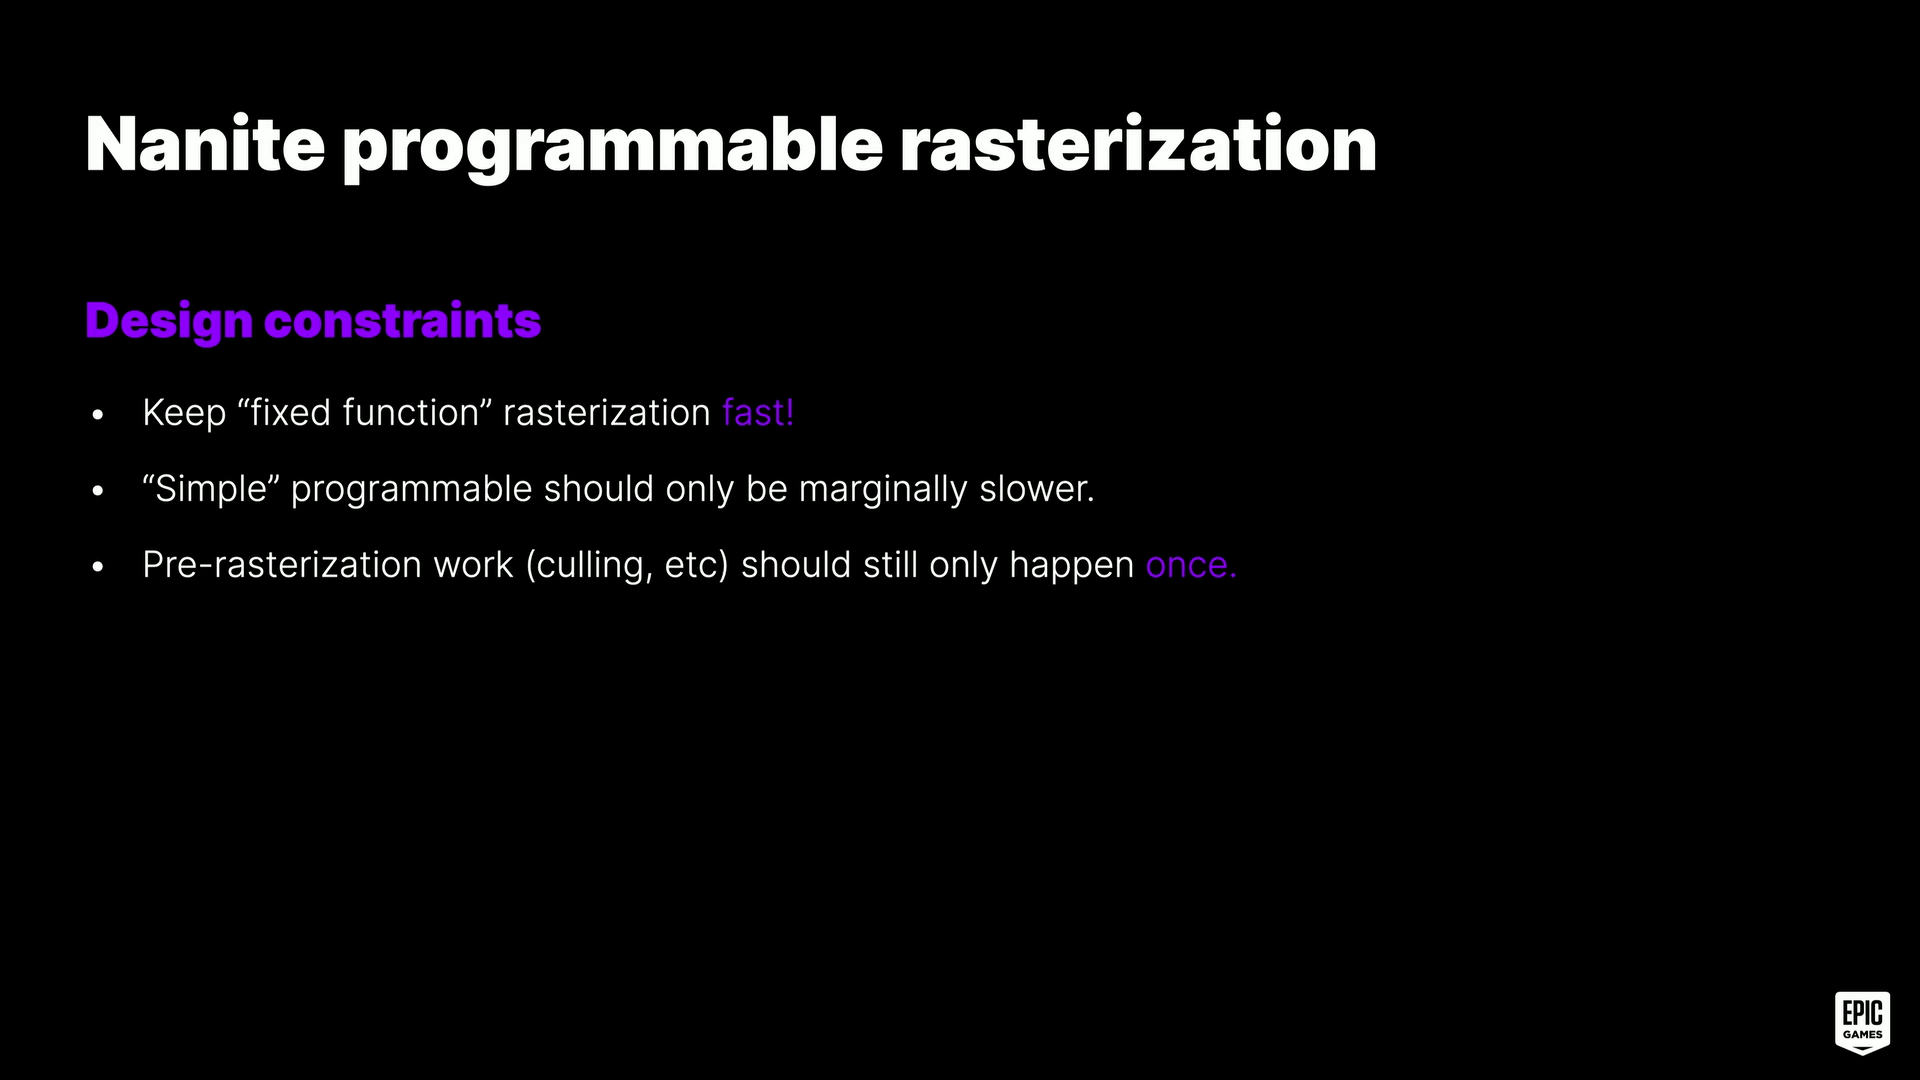 Nanite programmable rasterization
Design constraints
• Keep “fixed function” rasterization fast!
• “Simple” programmable should only be marginally slower.
• Pre-rasterization work (culling, etc) should still only happen once.
EPIC
GAMES